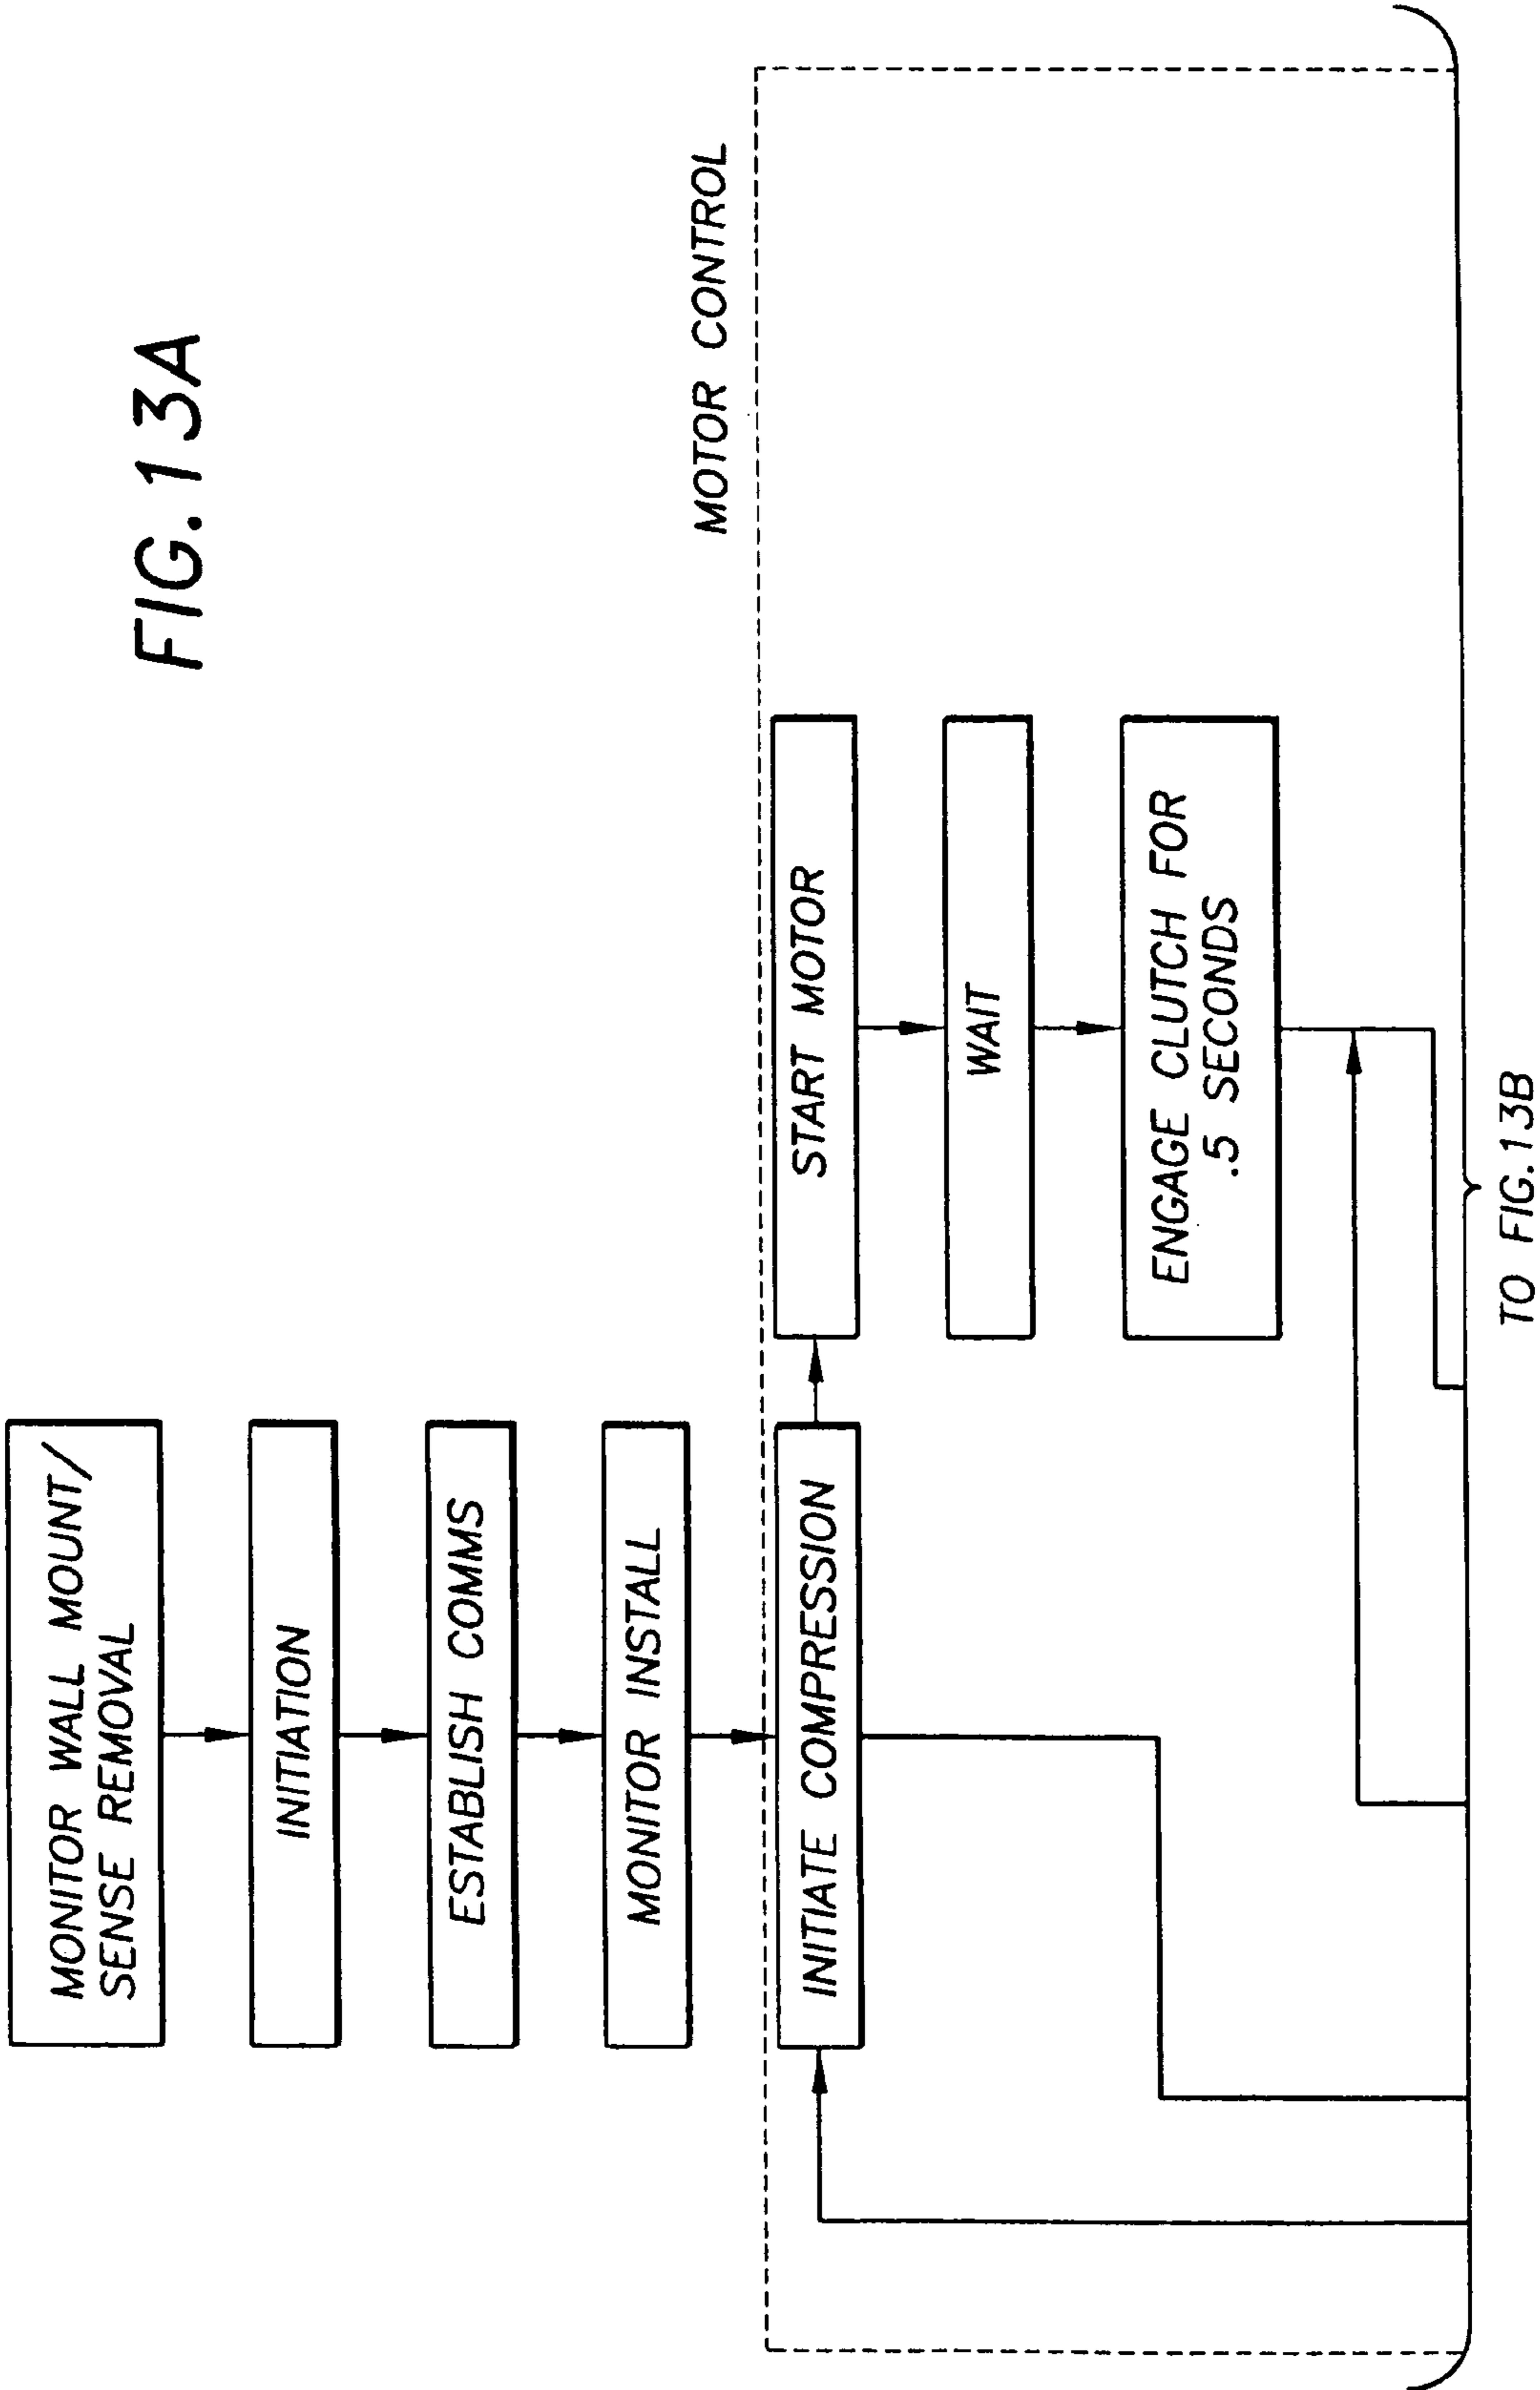 FIG. 13A
MONITOR WALL MOUNT/
SENSE REMOVAL
INITIATION
ESTABLISH COMMS
MONITOR INSTALL
MOTOR CONTROL
INITIATE COMPRESSION
START MOTOR
WAIT
ENGAGE CLUTCH FOR
.5 SECONDS
TO FIG. 13B